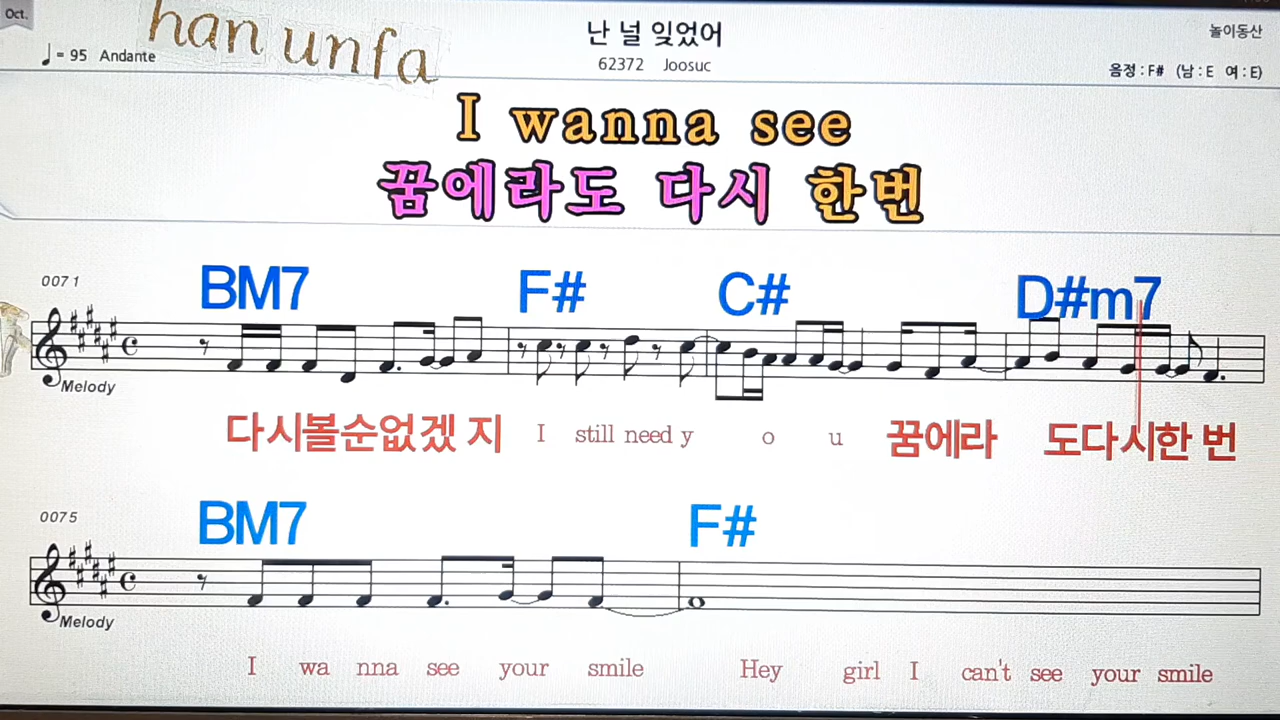 Oct.
han unfa
난 널 잊었어
놀이동산
♩= 95 Andante
62372 Joosuc
음정 : F# (남 : E 여 : E)
I wanna see
꿈에라도 다시 한번
0071
BM7 F# C# D#m7
Melody
다시볼순없겠 지 I still need y o u 꿈에라 도다시한 번
0075
BM7 F#
Melody
I wa nna see your smile Hey girl I can't see your smile